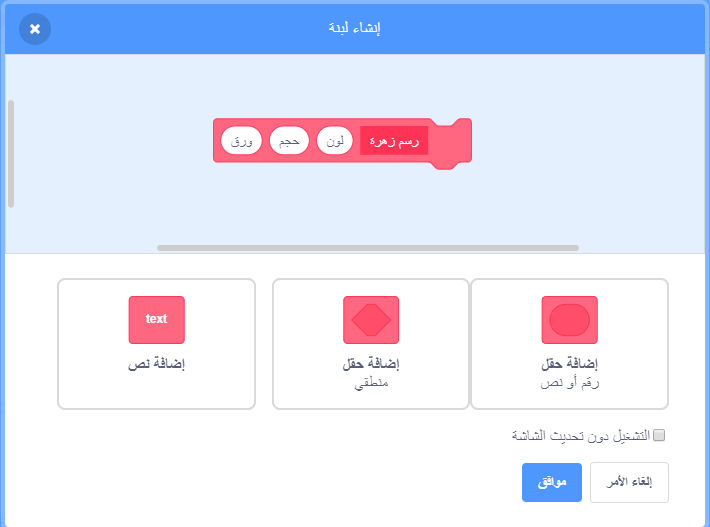 إنشاء لبنة
رسم زهرة لون حجم ورق
إضافة حقل
رقم أو نص
إضافة حقل
منطقي
text
إضافة نص
التشغيل دون تحديث الشاشة
إلغاء الأمر
موافق